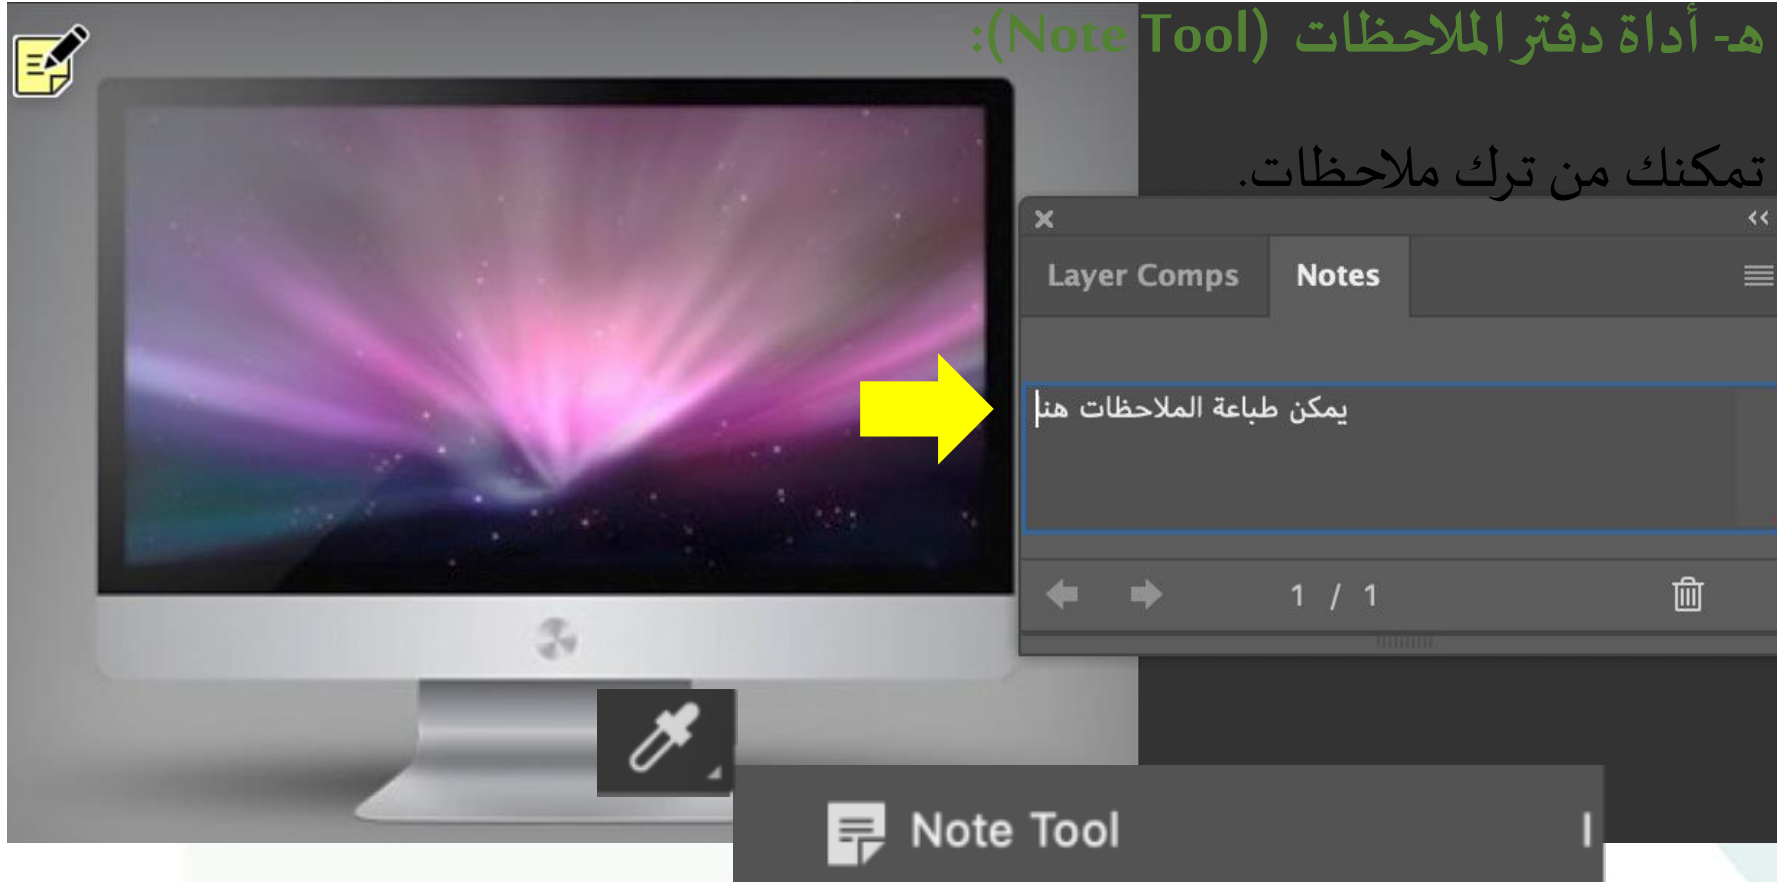 هـ- أداة دفتر الملاحظات (Note Tool):
تمكنك من ترك ملاحظات.
Layer Comps Notes
يمكن طباعة الملاحظات هنا
1 / 1
Note Tool I